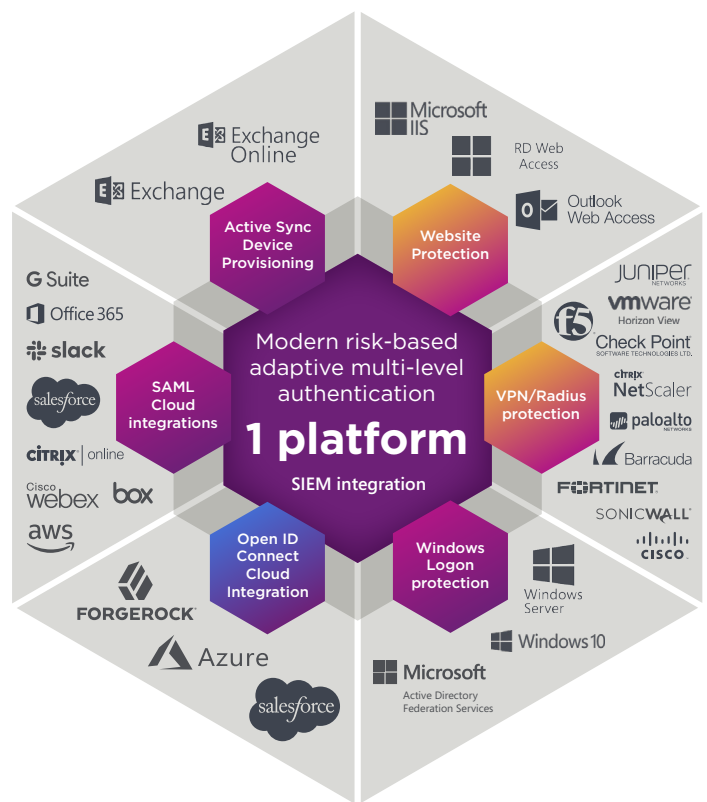 Microsoft
IIS
Exchange
Online
RD Web
Access
Exchange
Outlook
Web Access
Active Sync
Device
Provisioning
Website
Protection
G Suite
Office 365
slack
salesforce
CITRIX online
Cisco
webex
box
aws
SAML
Cloud
integrations
Modern risk-based
adaptive multi-level
authentication
1 platform
SIEM integration
VPN/Radius
protection
JUNIPER
NETWORKS
f5
vmware
Horizon View
Check Point
SOFTWARE TECHNOLOGIES LTD.
CITRIX
NetScaler
paloalto
NETWORKS
Barracuda
FORTINET
SONICWALL
CISCO
Open ID
Connect
Cloud
Integration
Windows
Logon
protection
FORGEROCK
Azure
salesforce
Windows
Server
Windows 10
Microsoft
Active Directory
Federation Services